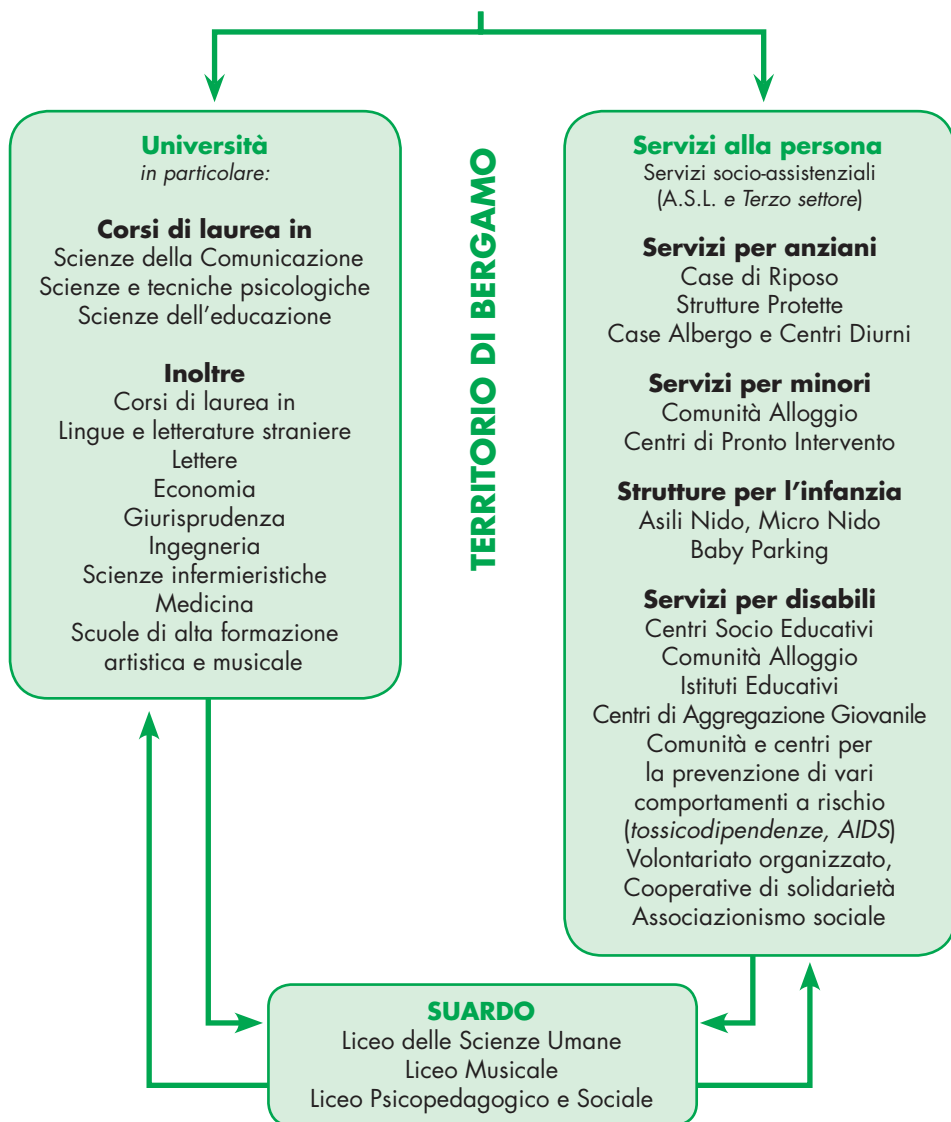 Università
in particolare:
Corsi di laurea in
Scienze della Comunicazione
Scienze e tecniche psicologiche
Scienze dell'educazione
Inoltre
Corsi di laurea in
Lingue e letterature straniere
Lettere
Economia
Giurisprudenza
Ingegneria
Scienze infermieristiche
Medicina
Scuole di alta formazione
artistica e musicale
TERRITORIO DI BERGAMO
Servizi alla persona
Servizi socio-assistenziali
(A.S.L. e Terzo settore)
Servizi per anziani
Case di Riposo
Strutture Protette
Case Albergo e Centri Diurni
Servizi per minori
Comunità Alloggio
Centri di Pronto Intervento
Strutture per l'infanzia
Asili Nido, Micro Nido
Baby Parking
Servizi per disabili
Centri Socio Educativi
Comunità Alloggio
Istituti Educativi
Centri di Aggregazione Giovanile
Comunità e centri per
la prevenzione di vari
comportamenti a rischio
(tossicodipendenze, AIDS)
Volontariato organizzato,
Cooperative di solidarietà
Associazionismo sociale
SUARDO
Liceo delle Scienze Umane
Liceo Musicale
Liceo Psicopedagogico e Sociale